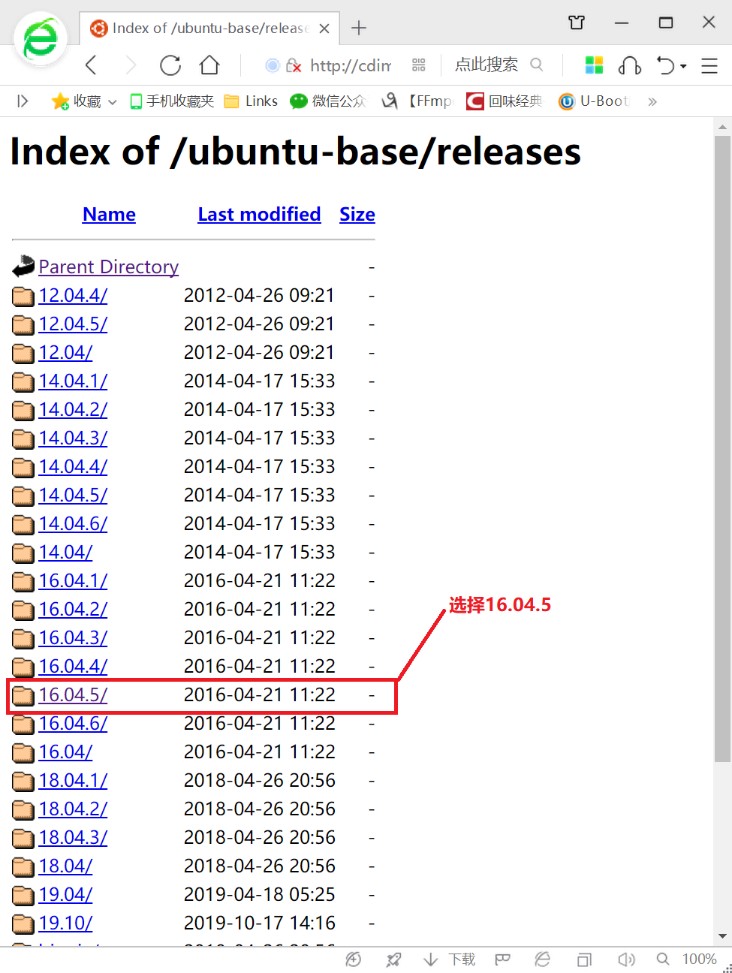 Index of /ubuntu-base/release
http://cdim
点此搜索
收藏 手机收藏夹 Links 微信公众 【FFmp 回味经典 U-Boot
Index of /ubuntu-base/releases
Name Last modified Size
Parent Directory -
12.04.4/ 2012-04-26 09:21 -
12.04.5/ 2012-04-26 09:21 -
12.04/ 2012-04-26 09:21 -
14.04.1/ 2014-04-17 15:33 -
14.04.2/ 2014-04-17 15:33 -
14.04.3/ 2014-04-17 15:33 -
14.04.4/ 2014-04-17 15:33 -
14.04.5/ 2014-04-17 15:33 -
14.04.6/ 2014-04-17 15:33 -
14.04/ 2014-04-17 15:33 -
16.04.1/ 2016-04-21 11:22 -
选择16.04.5
16.04.2/ 2016-04-21 11:22 -
16.04.3/ 2016-04-21 11:22 -
16.04.4/ 2016-04-21 11:22 -
16.04.5/ 2016-04-21 11:22 -
16.04.6/ 2016-04-21 11:22 -
16.04/ 2016-04-21 11:22 -
18.04.1/ 2018-04-26 20:56 -
18.04.2/ 2018-04-26 20:56 -
18.04.3/ 2018-04-26 20:56 -
18.04/ 2018-04-26 20:56 -
19.04/ 2019-04-18 05:25 -
19.10/ 2019-10-17 14:16 -
下载 100%